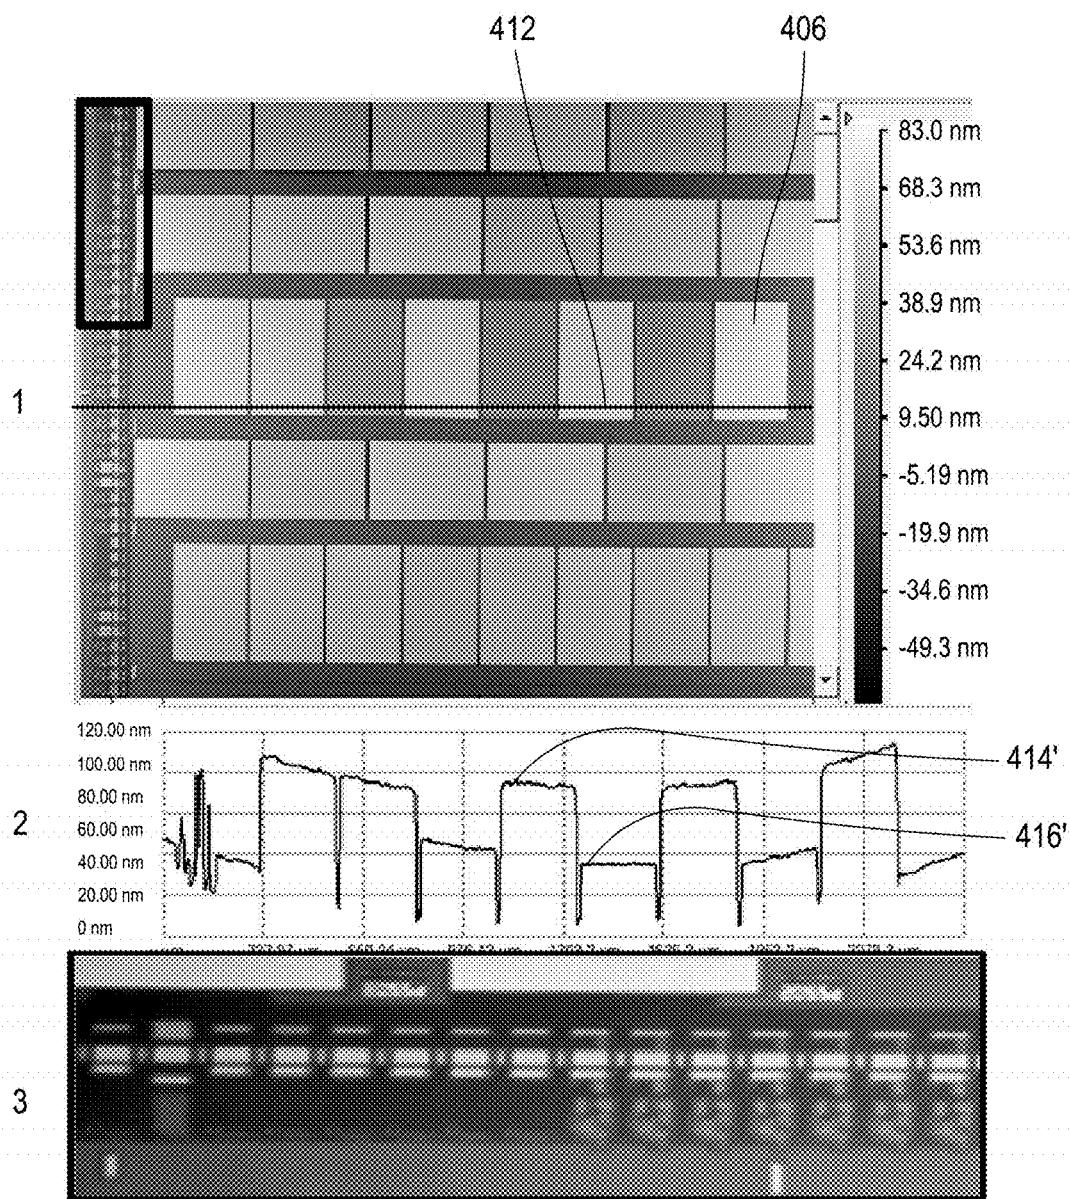 412
406
83.0 nm
68.3 nm
53.6 nm
38.9 nm
24.2 nm
1
9.50 nm
-5.19 nm
-19.9 nm
-34.6 nm
-49.3 nm
120.00 nm
414'
100.00 nm
80.00 nm
2
416'
60.00 nm
40.00 nm
20.00 nm
0 nm
3